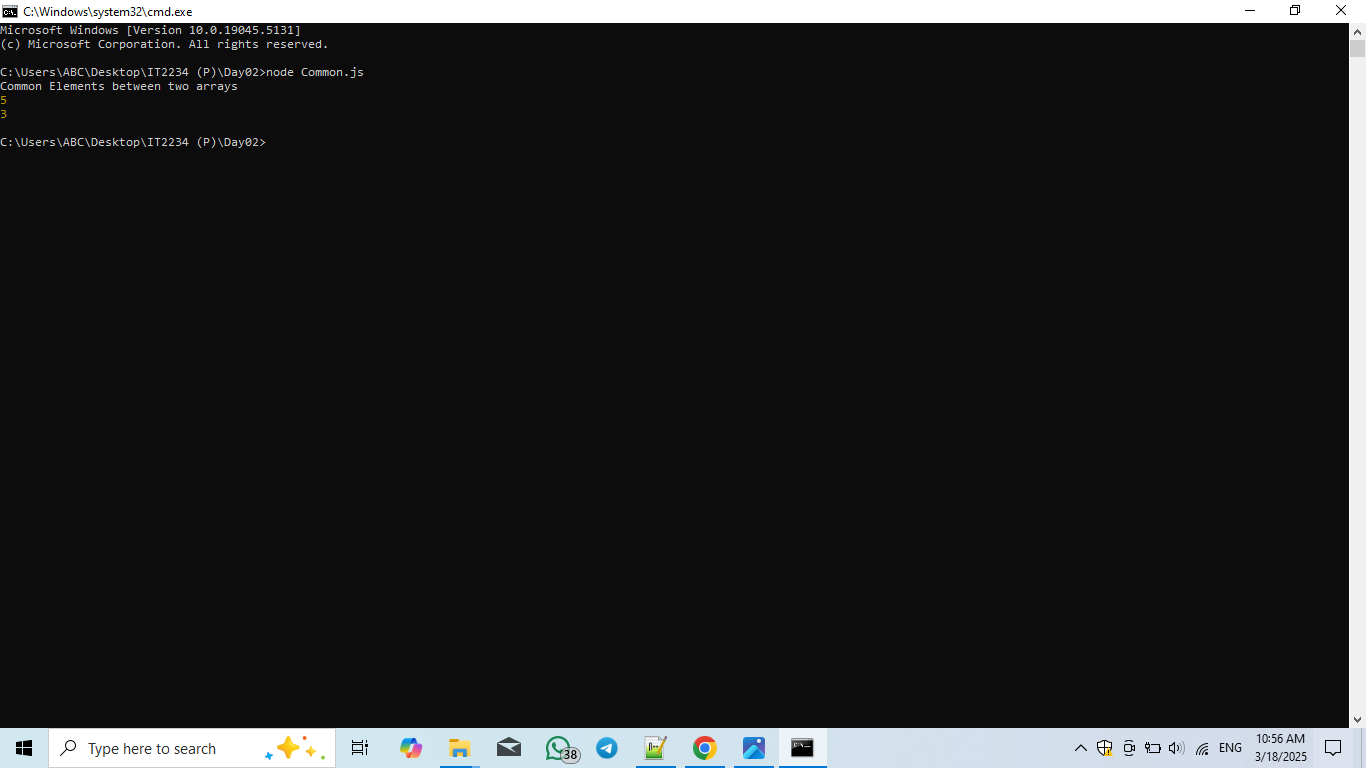 C:\Windows\system32\cmd.exe
Microsoft Windows [Version 10.0.19045.5131]
(c) Microsoft Corporation. All rights reserved.
C:\Users\ABC\Desktop\IT2234 (P)\Day02>node Common.js
Common Elements between two arrays
5
3
C:\Users\ABC\Desktop\IT2234 (P)\Day02>
Type here to search
38
ENG
10:56 AM
3/18/2025